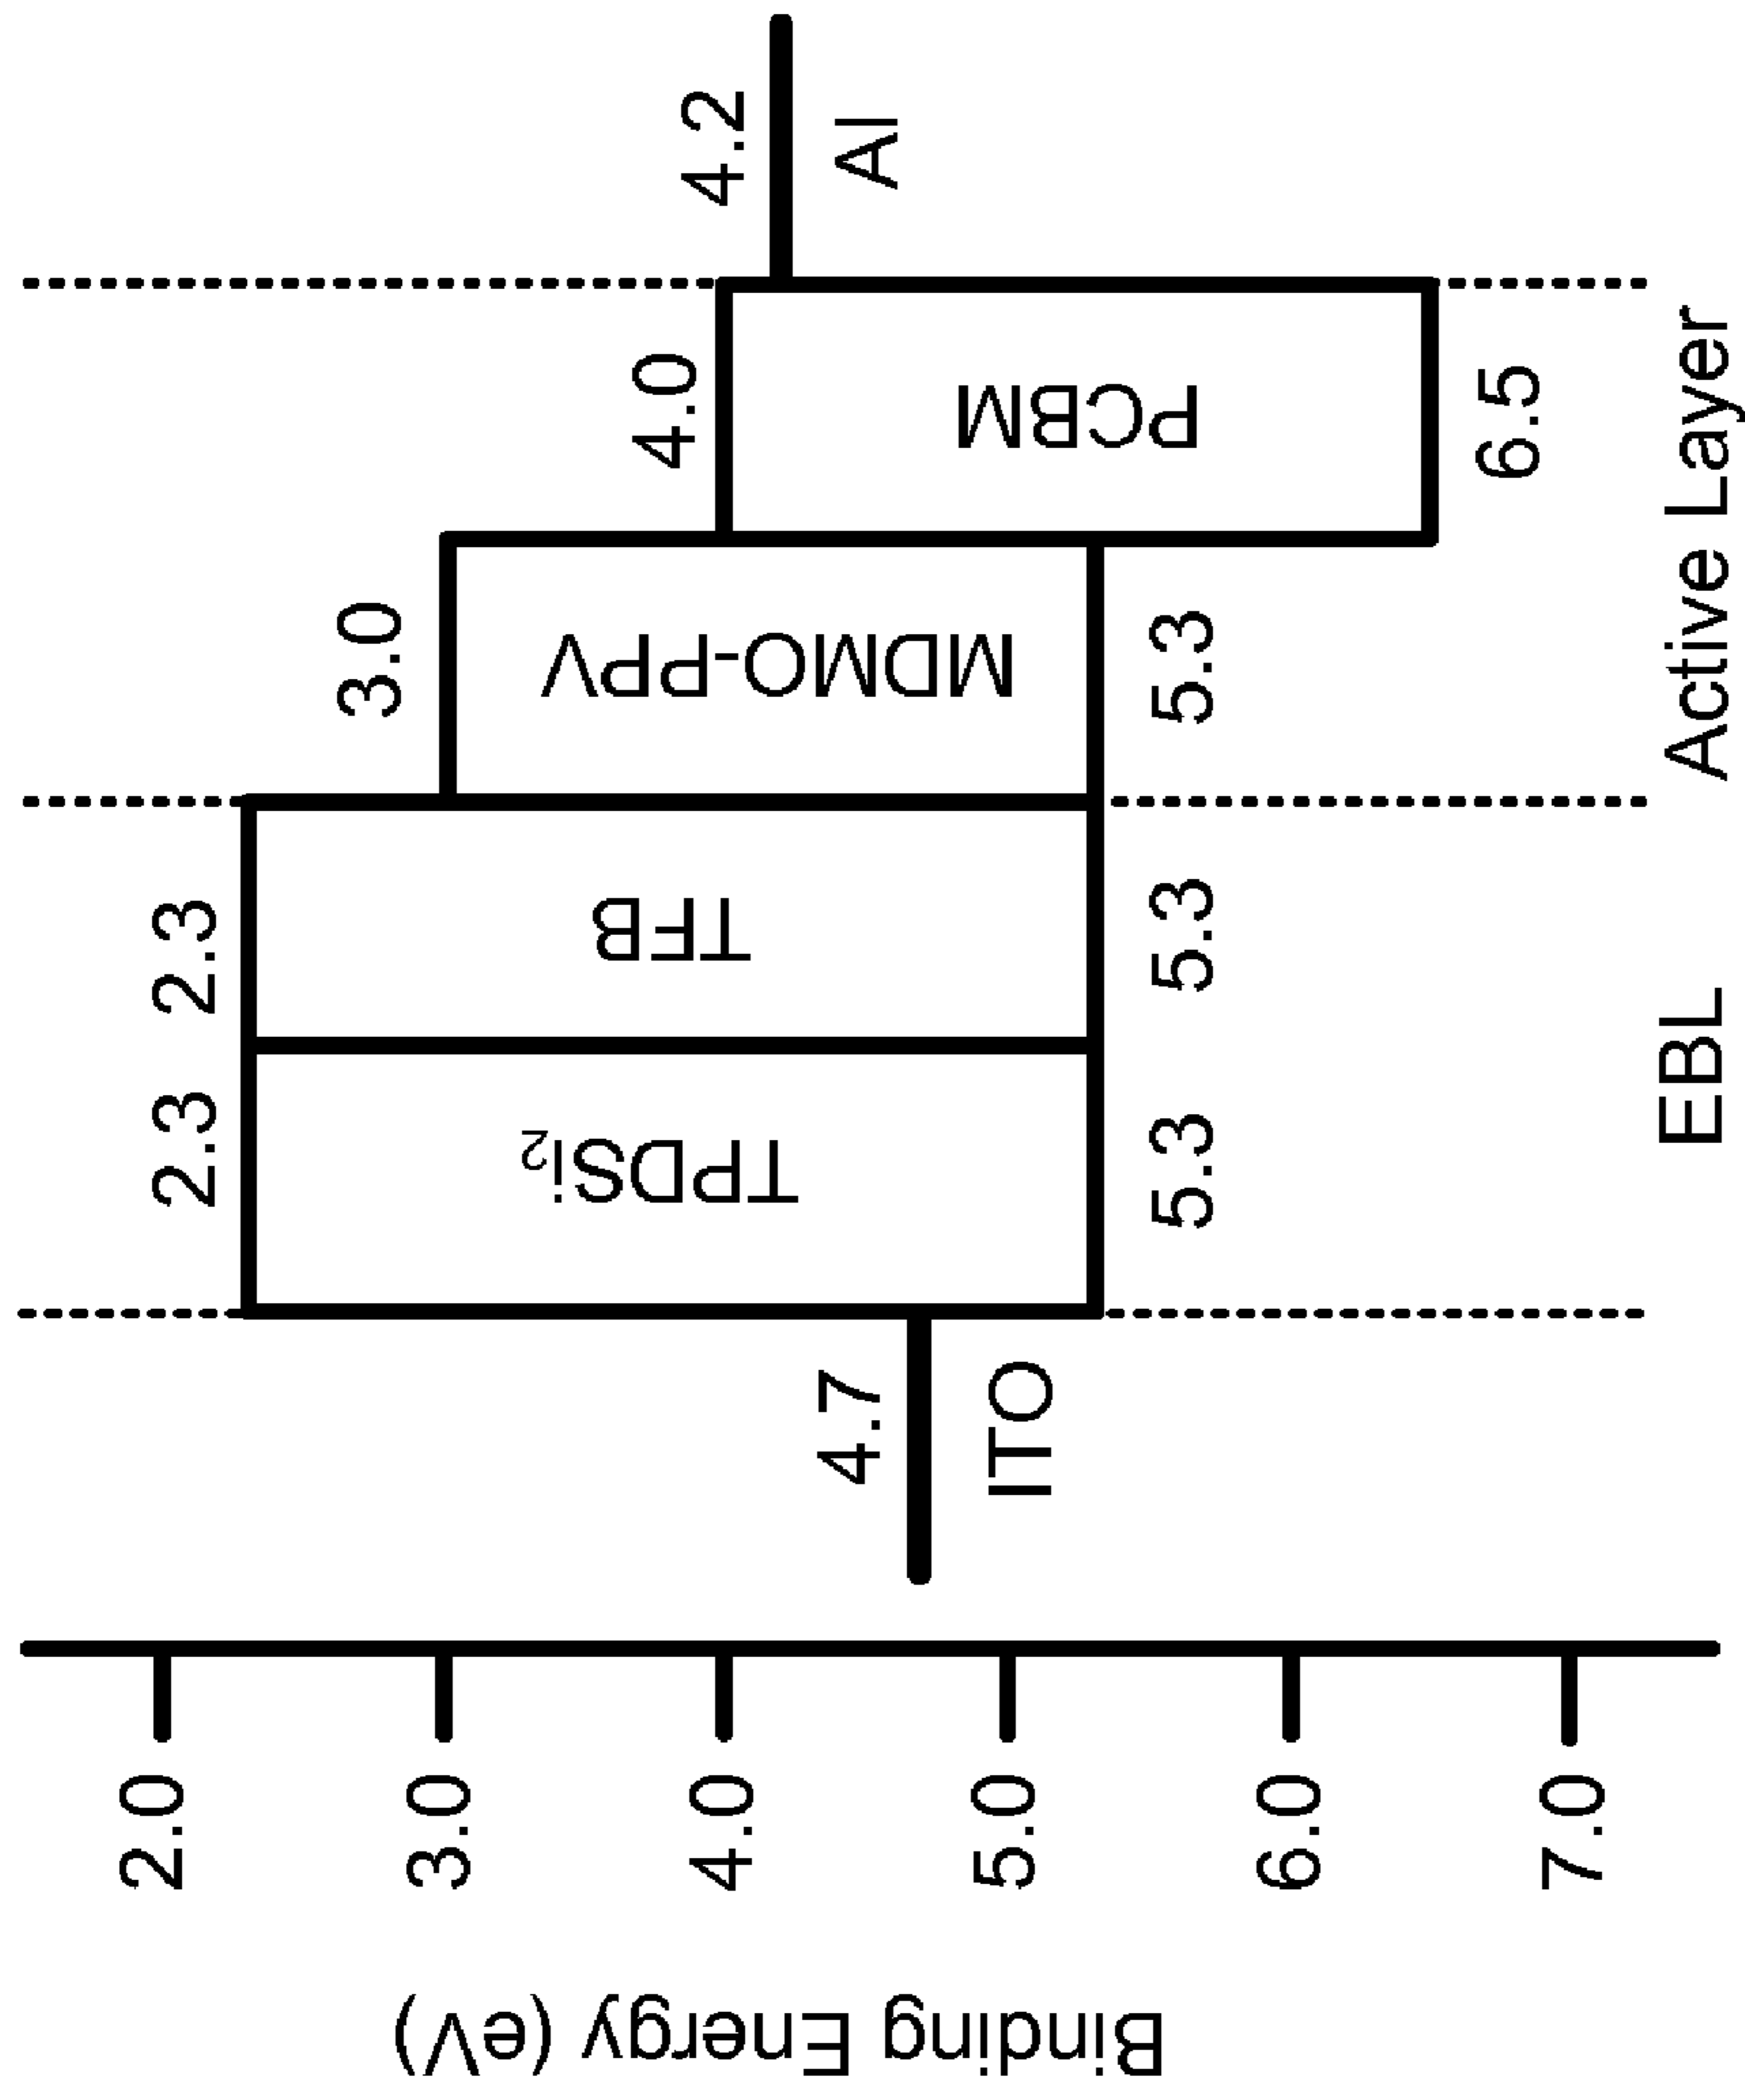 Binding Energy (eV)
2.0
3.0
4.0
5.0
6.0
7.0
4.7
ITO
2.3
TPDSi₂
5.3
2.3
TFB
5.3
EBL
3.0
MDMO-PPV
5.3
4.0
PCBM
6.5
Active Layer
4.2
Al